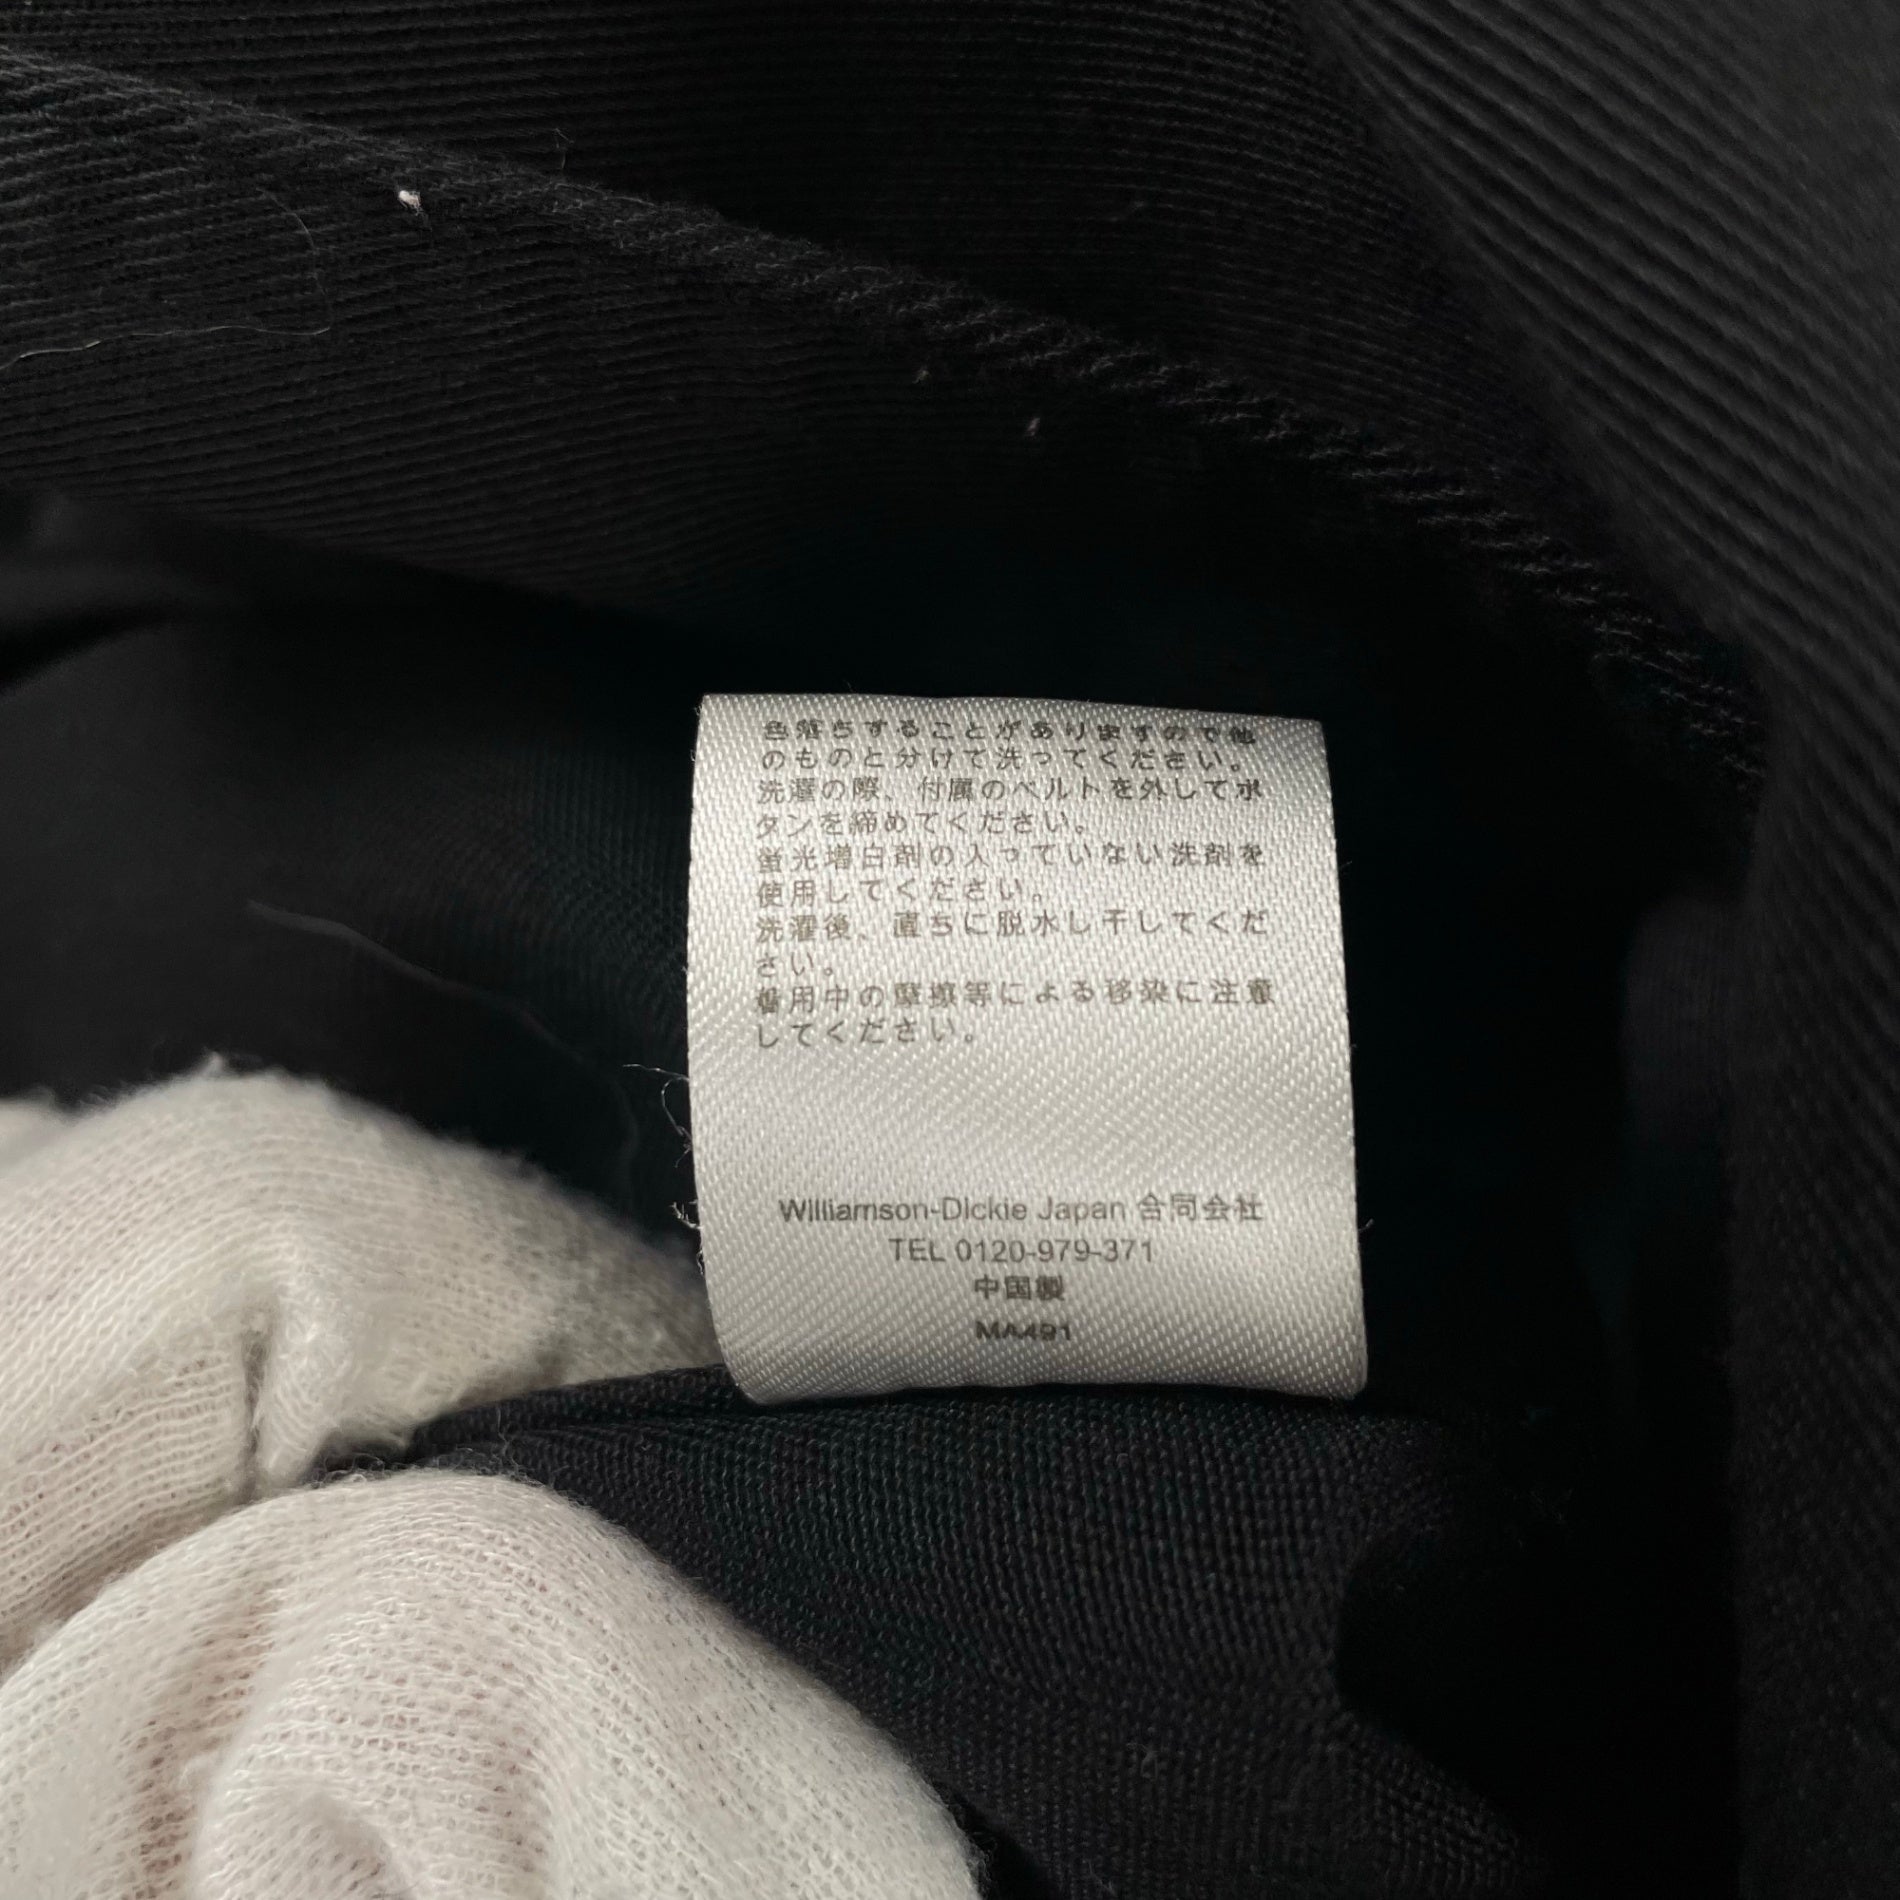 色落ちすることがありますので他
のものと分けて洗ってください。
洗濯の際、付属のベルトを外してボ
タンを締めてください。
蛍光増白剤の入っていない洗剤を
使用してください。
洗濯後、直ちに脱水し干してくだ
さい。
着用中の摩擦等による移染に注意
してください。
Williamson-Dickie Japan 合同会社
TEL 0120-979-371
中国製
MA491